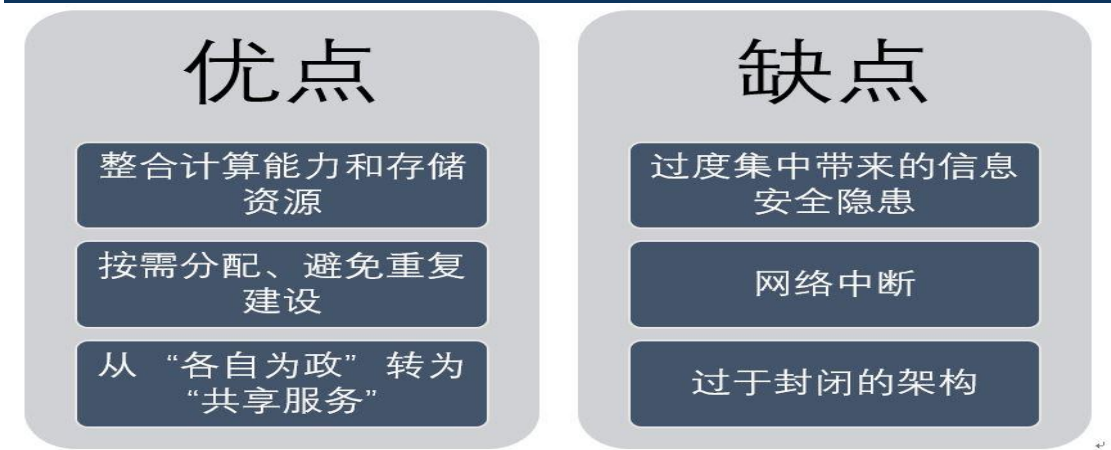 优点
整合计算能力和存储
资源
按需分配、避免重复
建设
从 “各自为政” 转为
“共享服务”
缺点
过度集中带来的信息
安全隐患
网络中断
过于封闭的架构